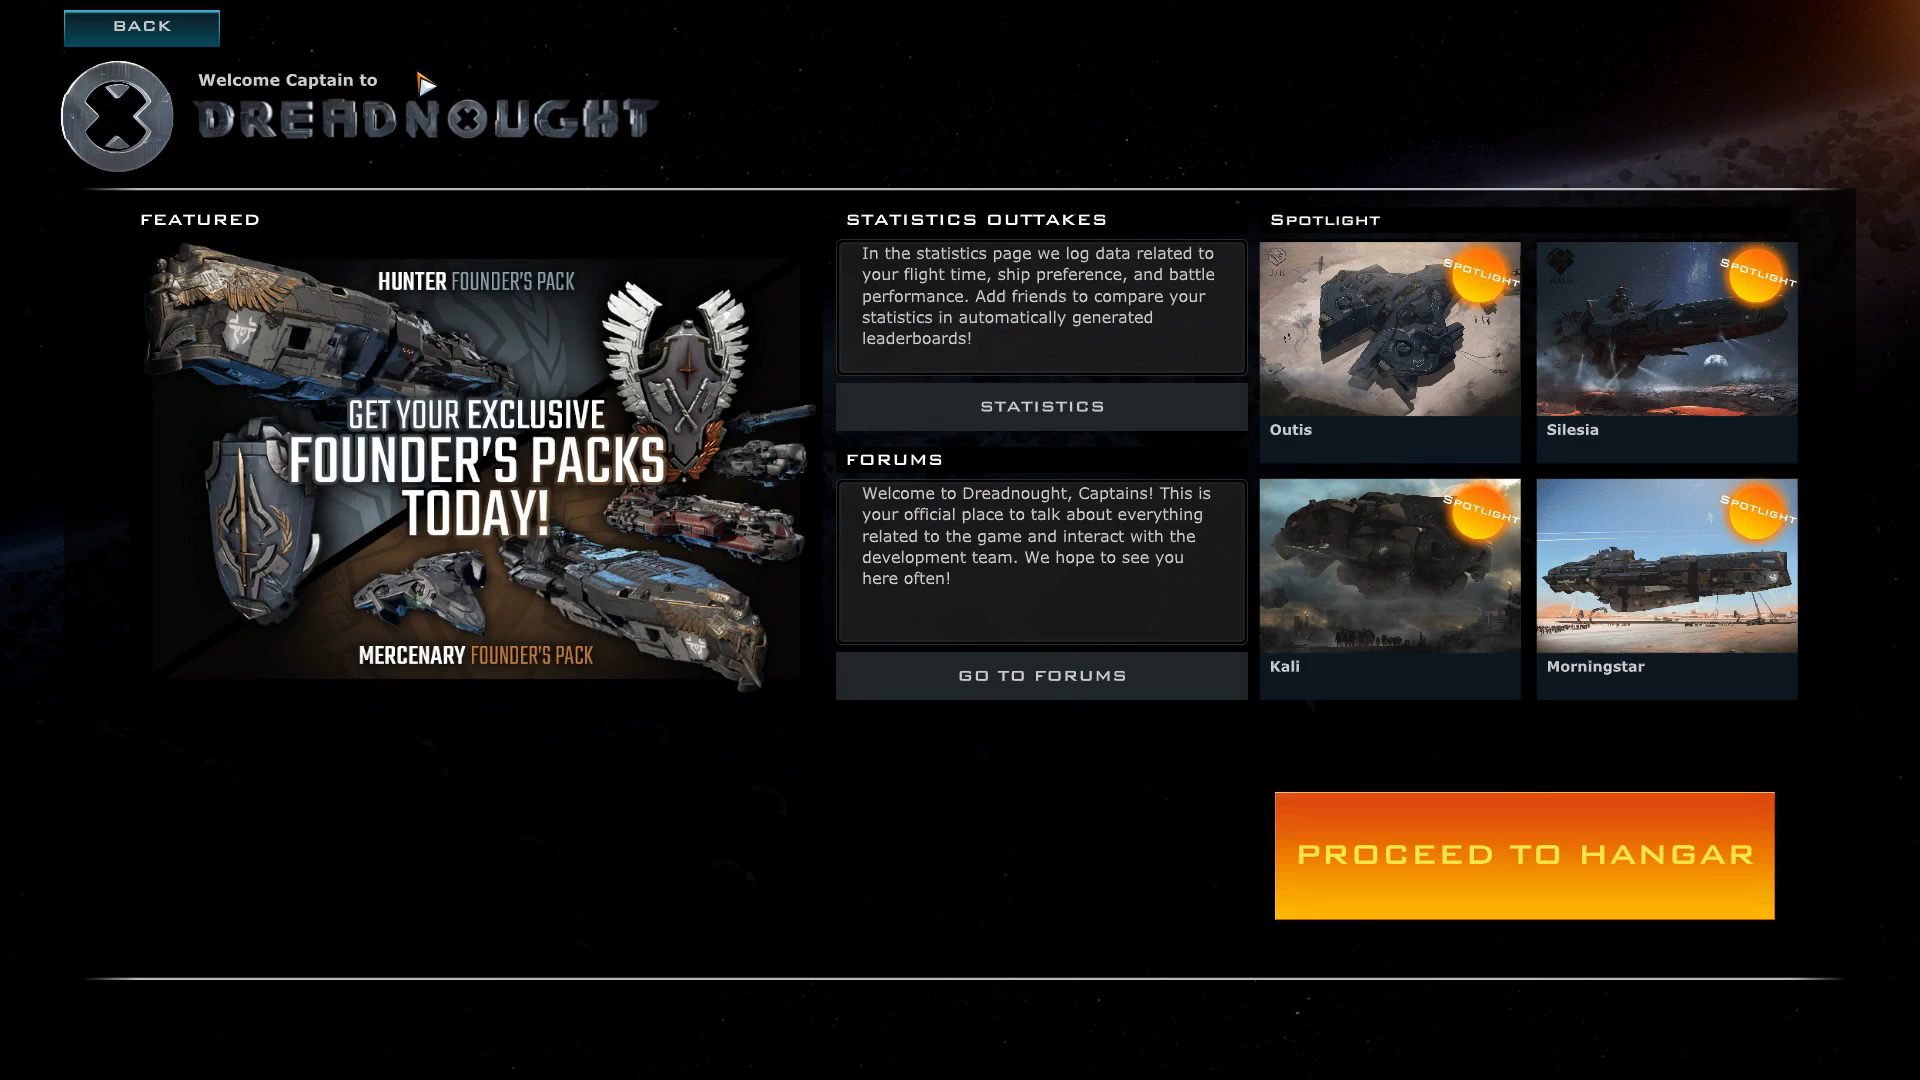 BACK
Welcome Captain to
DREADNOUGHT
FEATURED
HUNTER FOUNDER'S PACK
GET YOUR EXCLUSIVE
FOUNDER'S PACKS
TODAY!
MERCENARY FOUNDER'S PACK
STATISTICS OUTTAKES
In the statistics page we log data related to
your flight time, ship preference, and battle
performance. Add friends to compare your
statistics in automatically generated
leaderboards!
STATISTICS
FORUMS
Welcome to Dreadnought, Captains! This is
your official place to talk about everything
related to the game and interact with the
development team. We hope to see you
here often!
GO TO FORUMS
SPOTLIGHT
SPOTLIGHT
Outis
SPOTLIGHT
Silesia
SPOTLIGHT
Kali
SPOTLIGHT
Morningstar
PROCEED TO HANGAR